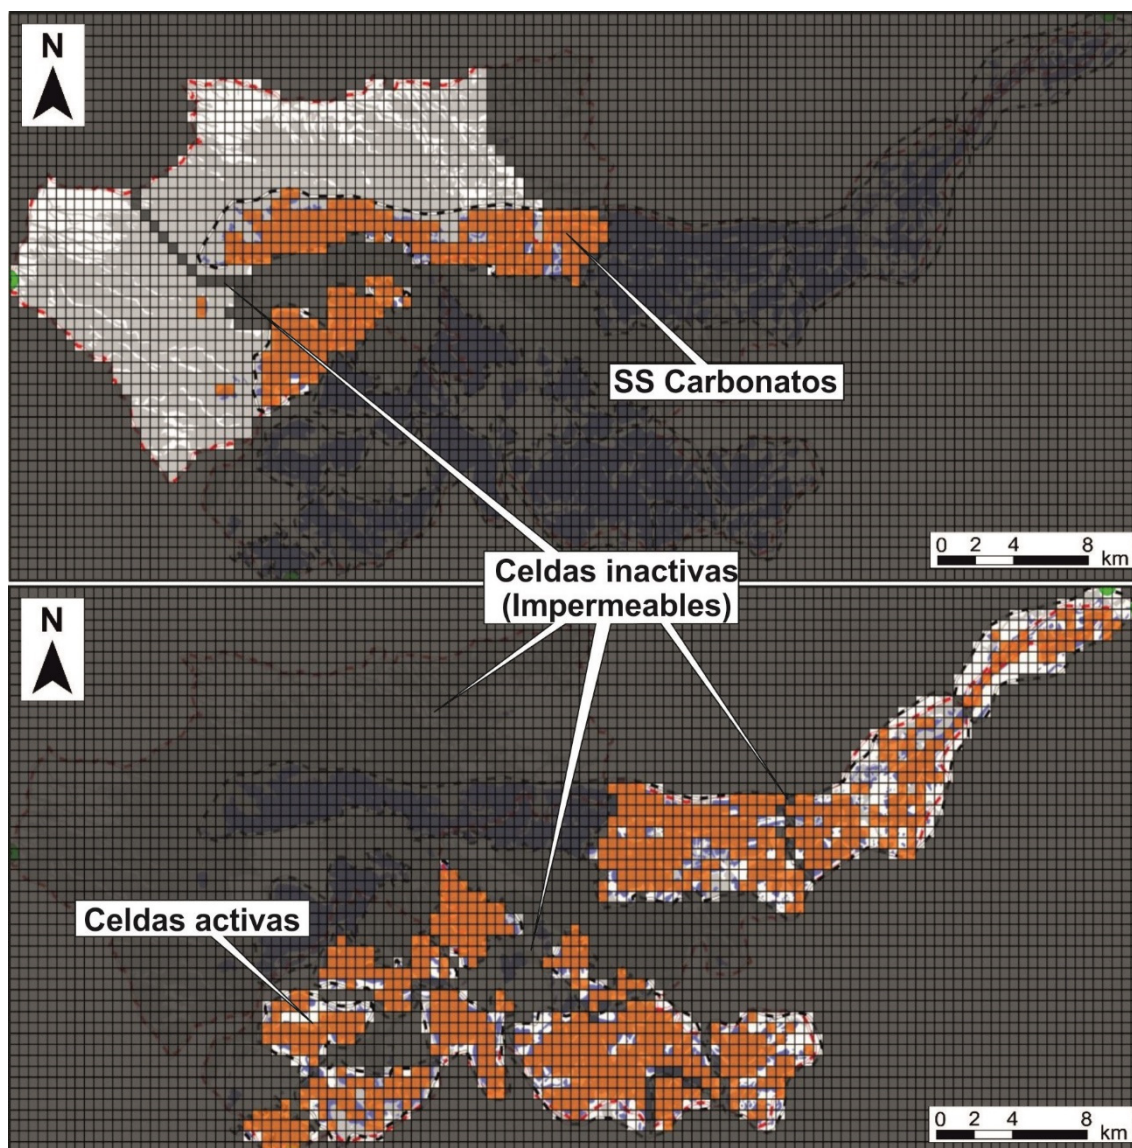 N
SS Carbonatos
0 2 4 8
km
Celdas inactivas
(Impermeables)
N
Celdas activas
0 2 4 8
km